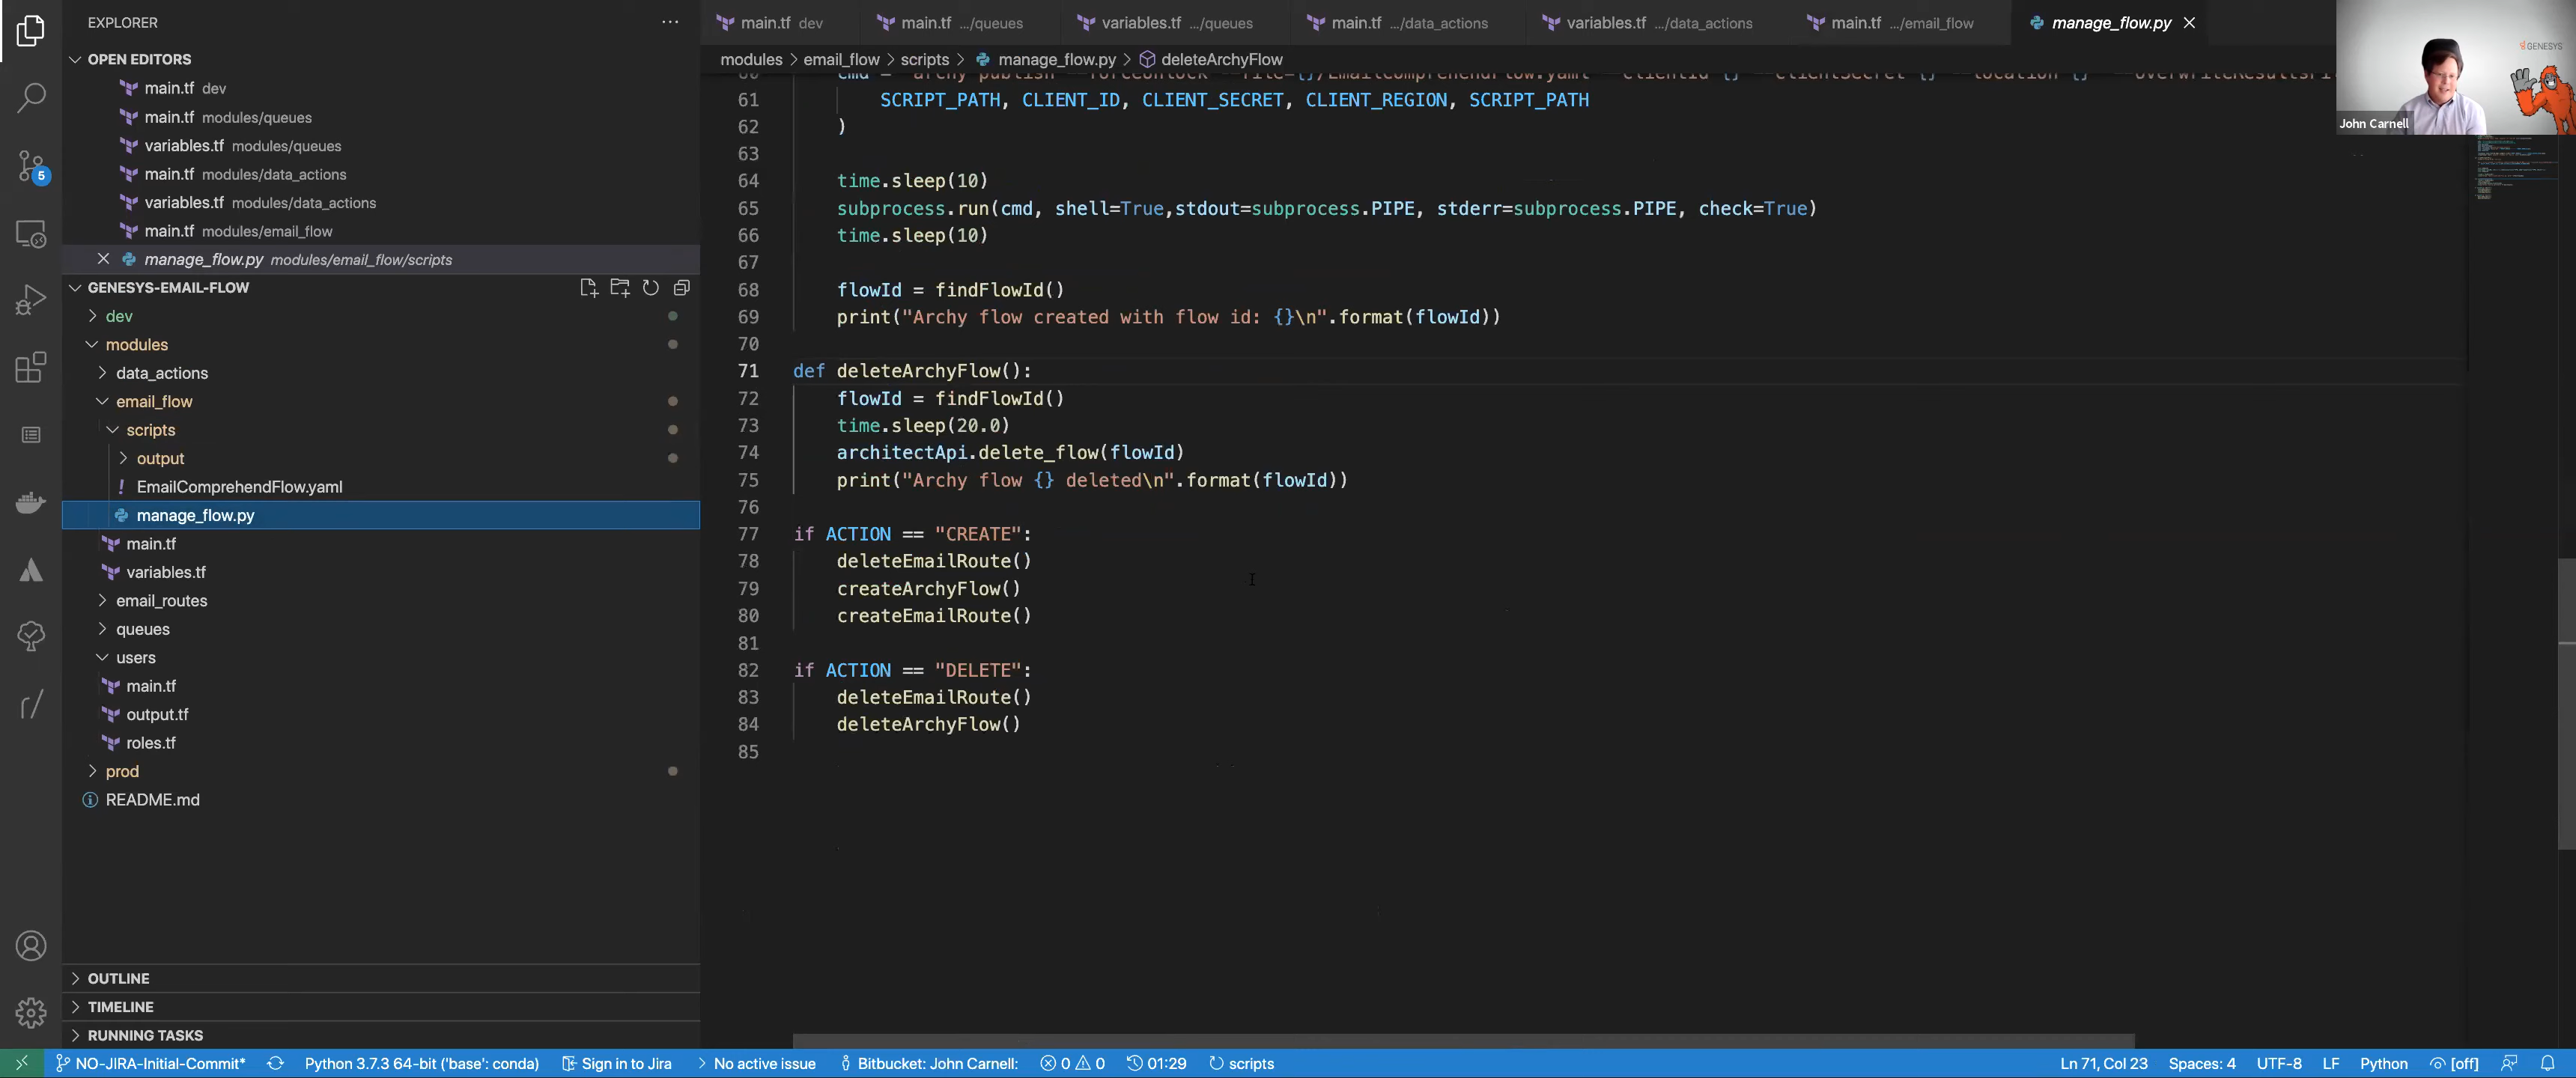 EXPLORER
OPEN EDITORS
main.tf dev
main.tf modules/queues
variables.tf modules/queues
main.tf modules/data_actions
variables.tf modules/data_actions
main.tf modules/email_flow
manage_flow.py modules/email_flow/scripts
GENESYS-EMAIL-FLOW
dev
modules
data_actions
email_flow
scripts
output
! EmailComprehendFlow.yaml
manage_flow.py
main.tf
variables.tf
email_routes
queues
users
main.tf
output.tf
roles.tf
prod
README.md
OUTLINE
TIMELINE
RUNNING TASKS
5
main.tf dev
main.tf .../queues
variables.tf .../queues
main.tf .../data_actions
variables.tf .../data_actions
main.tf .../email_flow
manage_flow.py
modules > email_flow > scripts > manage_flow.py > deleteArchyFlow
61 SCRIPT_PATH, CLIENT_ID, CLIENT_SECRET, CLIENT_REGION, SCRIPT_PATH
62 )
63
64 time.sleep(10)
65 subprocess.run(cmd, shell=True,stdout=subprocess.PIPE, stderr=subprocess.PIPE, check=True)
66 time.sleep(10)
67
68 flowId = findFlowId()
69 print("Archy flow created with flow id: {}\n".format(flowId))
70
71 def deleteArchyFlow():
72 flowId = findFlowId()
73 time.sleep(20.0)
74 architectApi.delete_flow(flowId)
75 print("Archy flow {} deleted\n".format(flowId))
76
77 if ACTION == "CREATE":
78 deleteEmailRoute()
79 createArchyFlow()
80 createEmailRoute()
81
82 if ACTION == "DELETE":
83 deleteEmailRoute()
84 deleteArchyFlow()
85
GENESYS
John Carnell
NO-JIRA-Initial-Commit* Python 3.7.3 64-bit ('base': conda) Sign in to Jira No active issue Bitbucket: John Carnell: 0 0 01:29 scripts Ln 71, Col 23 Spaces: 4 UTF-8 LF Python [off]